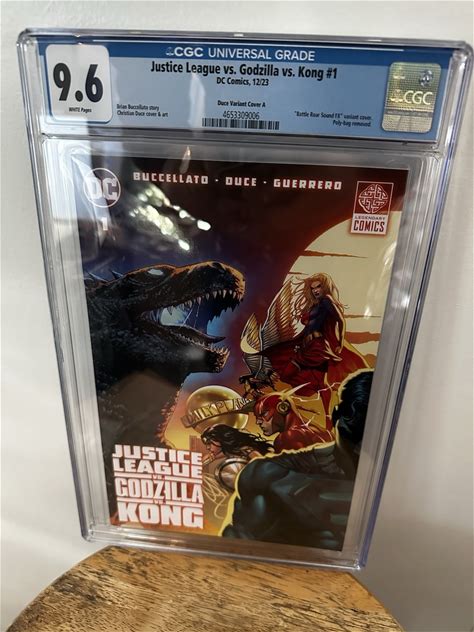 CGC UNIVERSAL GRADE
9.6
WHITE Pages
Justice League vs. Godzilla vs. Kong #1
DC Comics, 12/23
Duce Variant Cover A
Brian Buccellato story
Christian Duce cover & art
4653309006
"Battle Roar Sound FX" variant cover.
Poly-bag removed.
CGC
DC
BUCCELLATO • DUCE • GUERRERO
LEGENDARY
COMICS
1
DAILY PLANE
JUSTICE
LEAGUE
VS.
GODZILLA
VS.
KONG